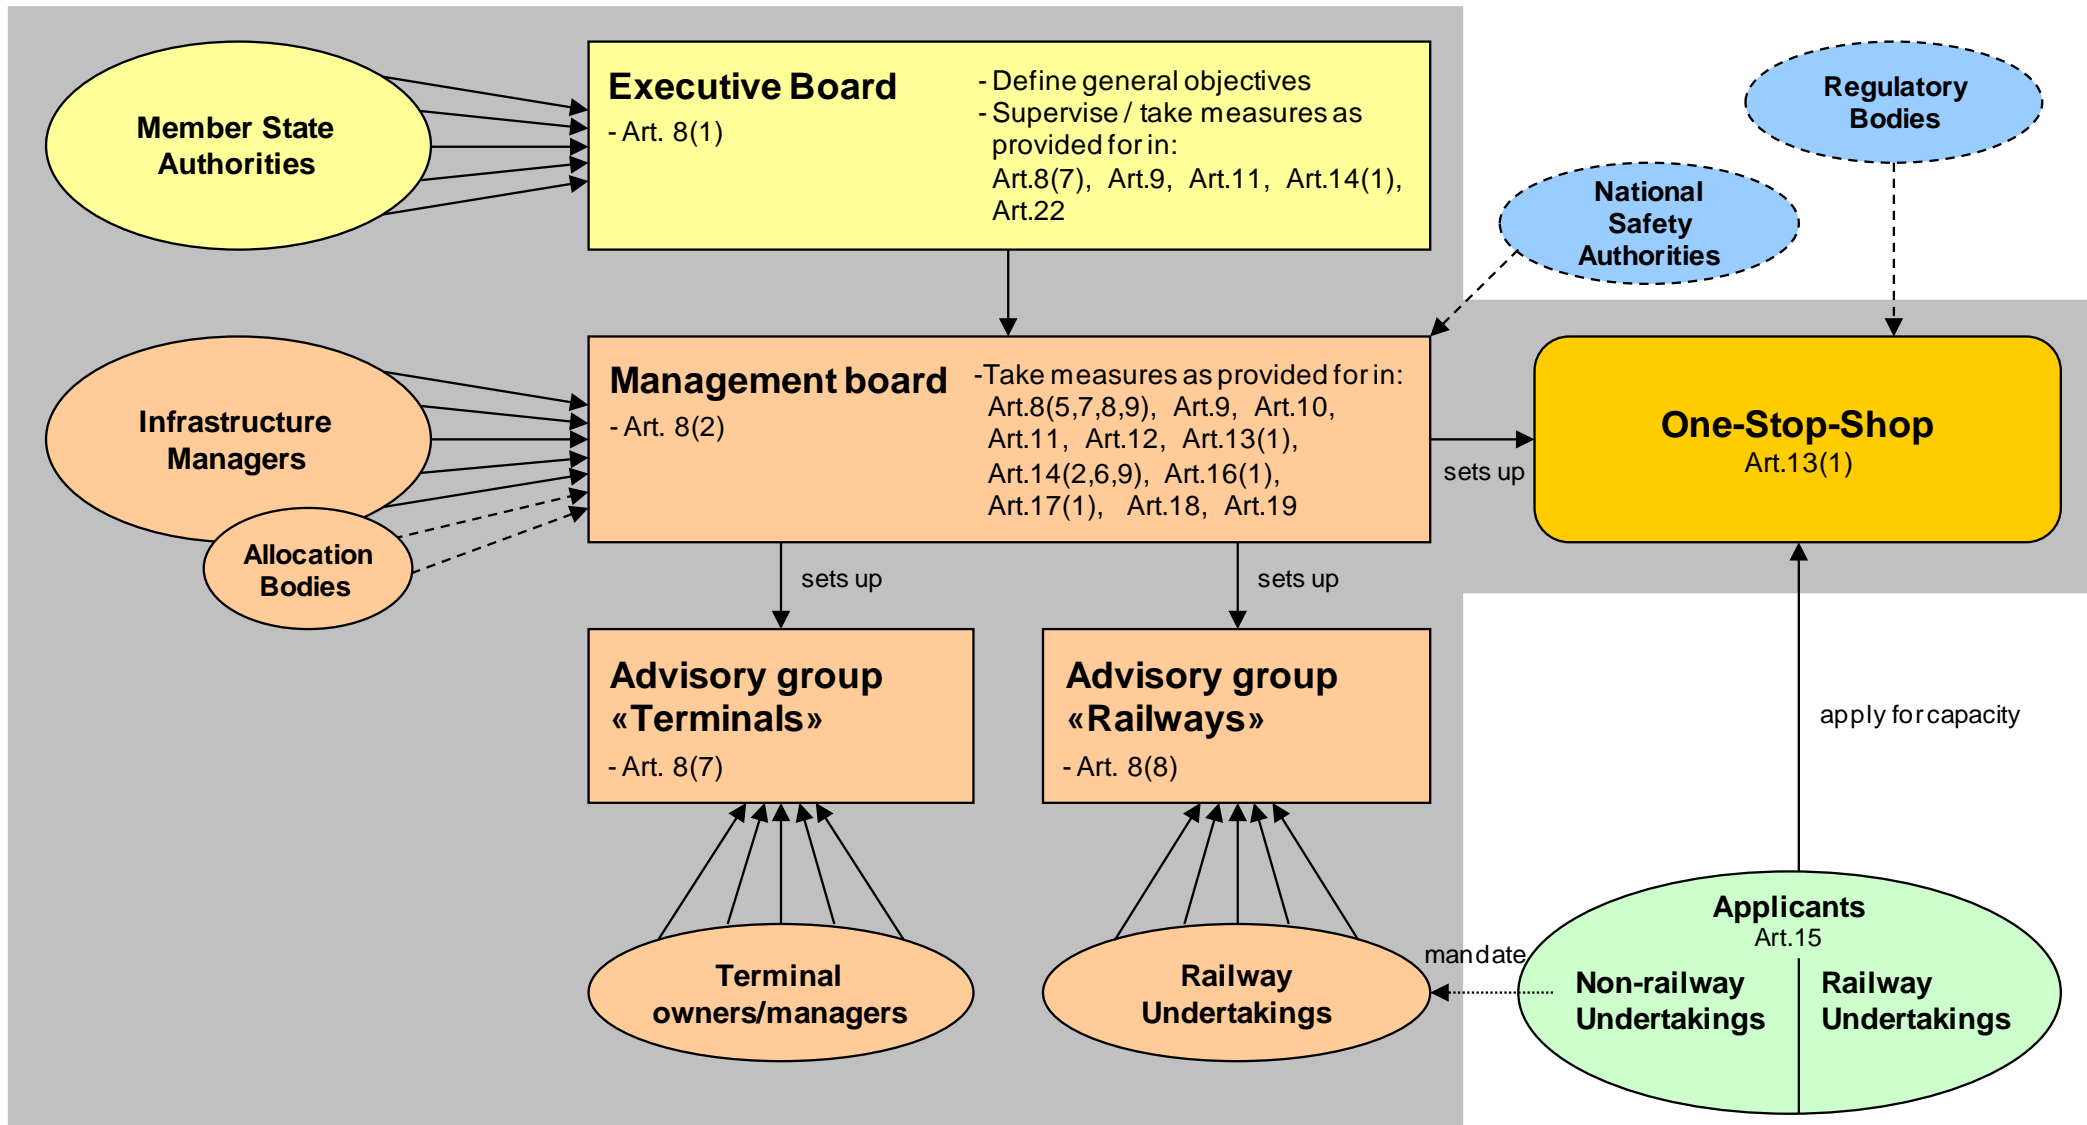 Member State
Authorities
Executive Board
- Art. 8(1)
- Define general objectives
- Supervise / take measures as
provided for in:
Art.8(7), Art.9, Art.11, Art.14(1),
Art.22
Regulatory
Bodies
National
Safety
Authorities
Infrastructure
Managers
Allocation
Bodies
Management board
- Art. 8(2)
-Take measures as provided for in:
Art.8(5,7,8,9), Art.9, Art.10,
Art.11, Art.12, Art.13(1),
Art.14(2,6,9), Art.16(1),
Art.17(1), Art.18, Art.19
sets up
One-Stop-Shop
Art.13(1)
sets up
sets up
Advisory group
«Terminals»
- Art. 8(7)
Advisory group
«Railways»
- Art. 8(8)
apply for capacity
Terminal
owners/managers
Railway
Undertakings
mandate
Applicants
Art.15
Non-railway
Undertakings
Railway
Undertakings